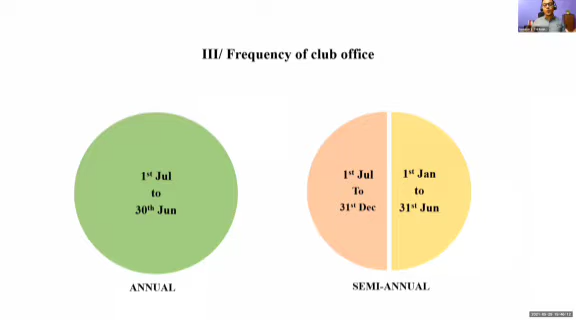 III/ Frequency of club office
1st Jul
to
30th Jun
ANNUAL
1st Jul
To
31st Dec
1st Jan
to
31st Jun
SEMI-ANNUAL